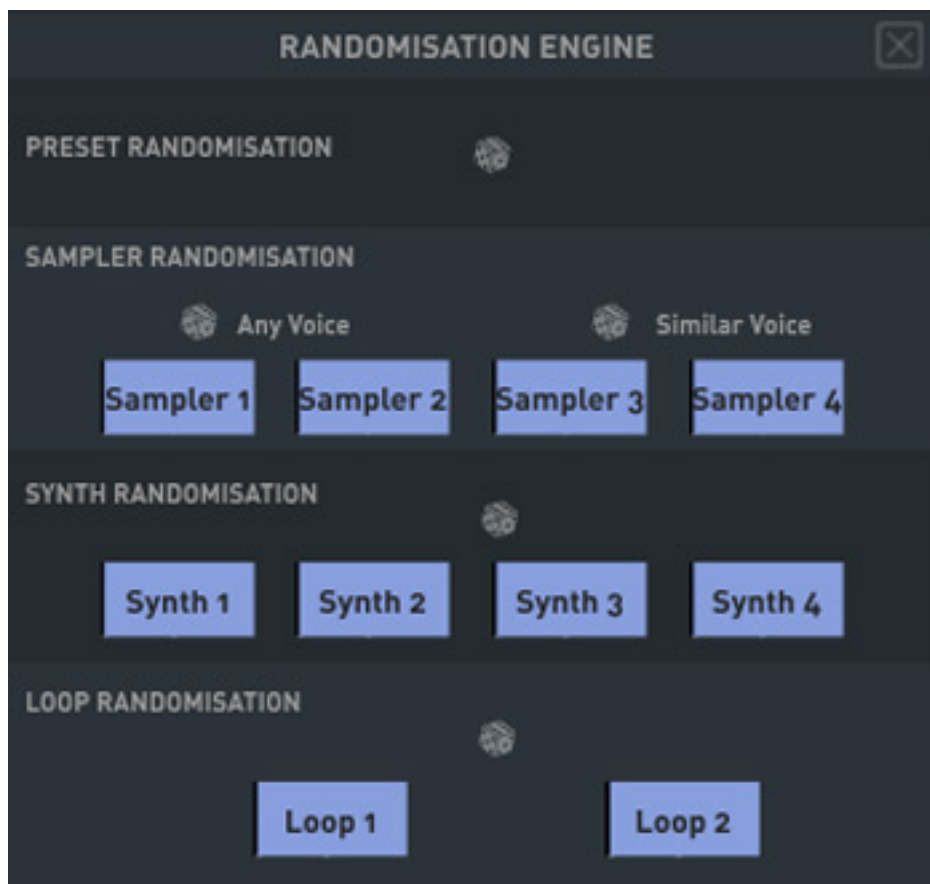 RANDOMISATION ENGINE
PRESET RANDOMISATION
SAMPLER RANDOMISATION
Any Voice Similar Voice
Sampler 1 Sampler 2 Sampler 3 Sampler 4
SYNTH RANDOMISATION
Synth 1 Synth 2 Synth 3 Synth 4
LOOP RANDOMISATION
Loop 1 Loop 2